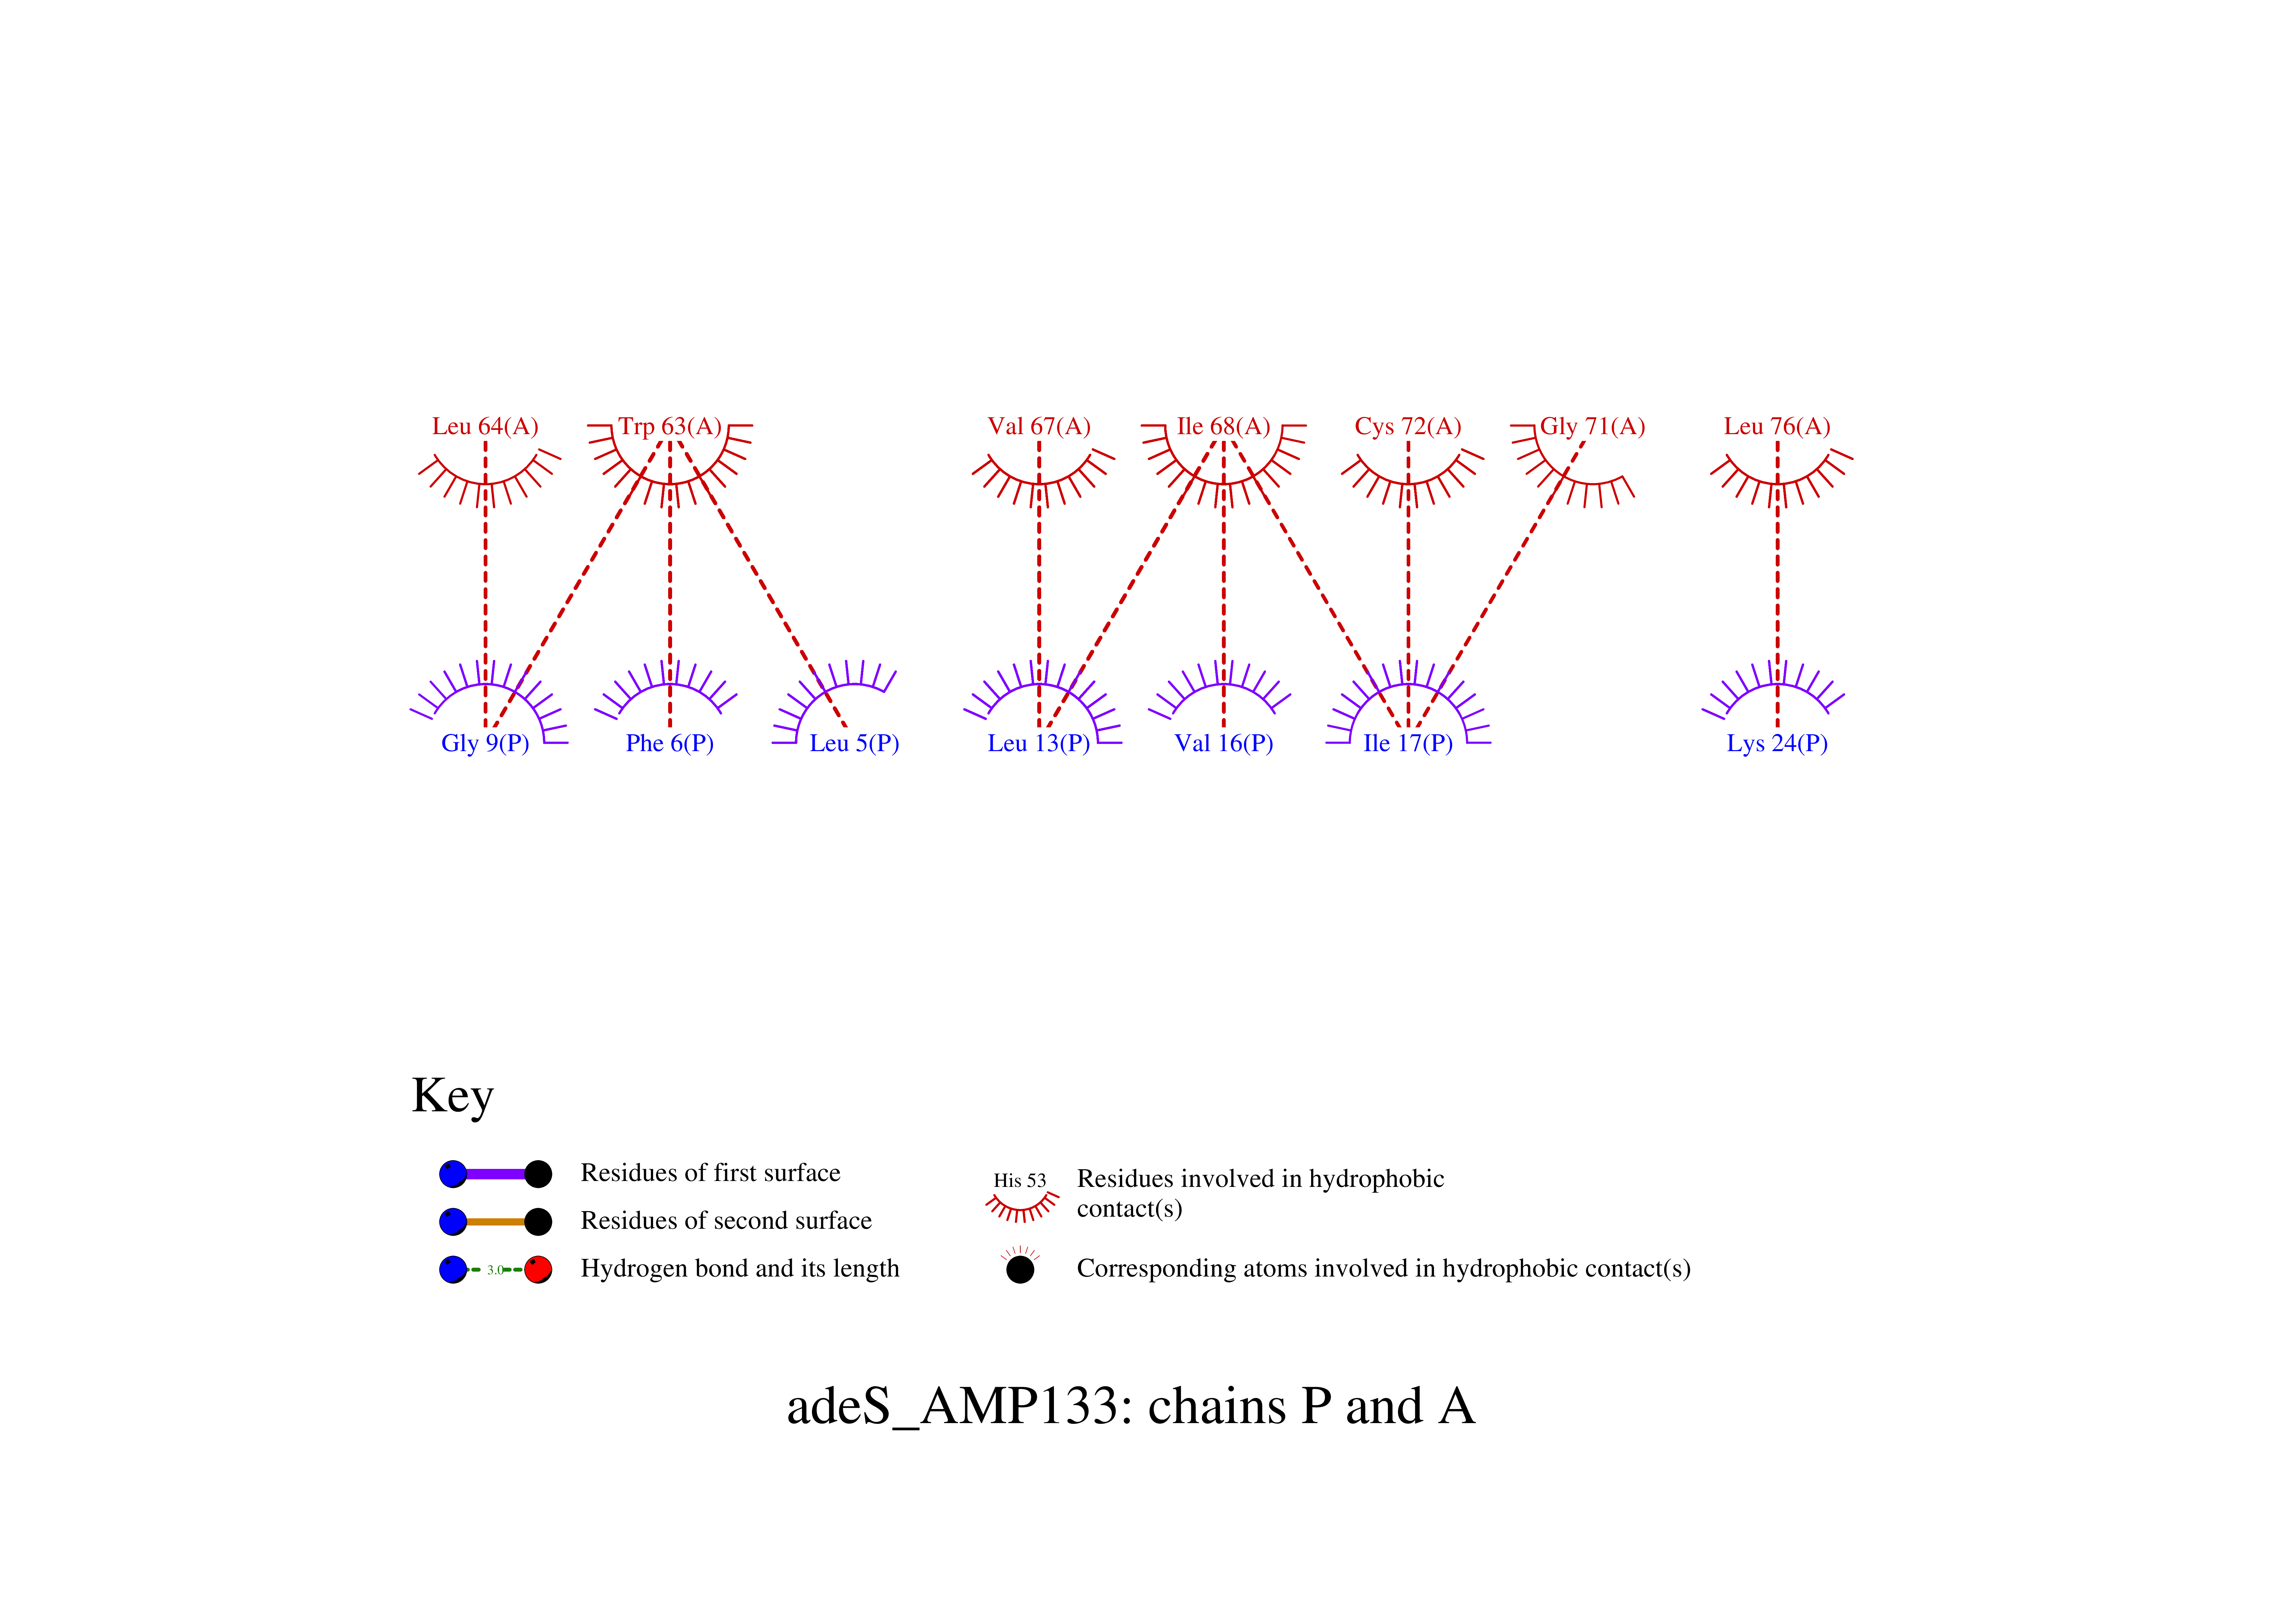 Leu 64(A) Trp 63(A) Val 67(A) Ile 68(A) Cys 72(A) Gly 71(A) Leu 76(A)
Gly 9(P) Phe 6(P) Leu 5(P) Leu 13(P) Val 16(P) Ile 17(P) Lys 24(P)
Key
Residues of first surface
Residues of second surface
3.0 Hydrogen bond and its length
His 53 Residues involved in hydrophobic
contact(s)
Corresponding atoms involved in hydrophobic contact(s)
adeS_AMP133: chains P and A